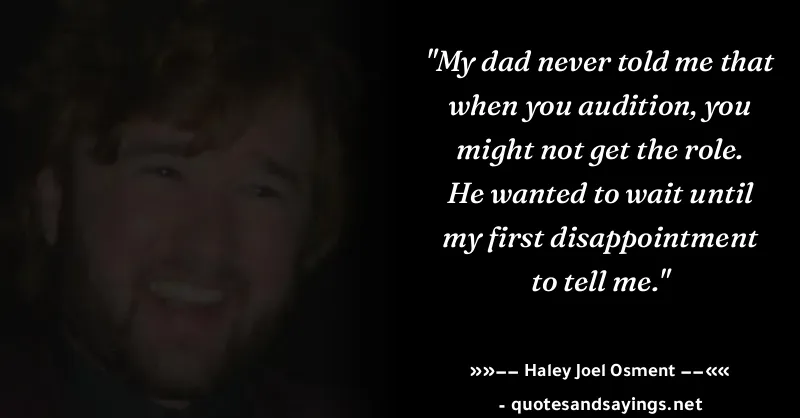 "My dad never told me that
when you audition, you
might not get the role.
He wanted to wait until
my first disappointment
to tell me."
»»–– Haley Joel Osment ––««
- quotesandsayings.net